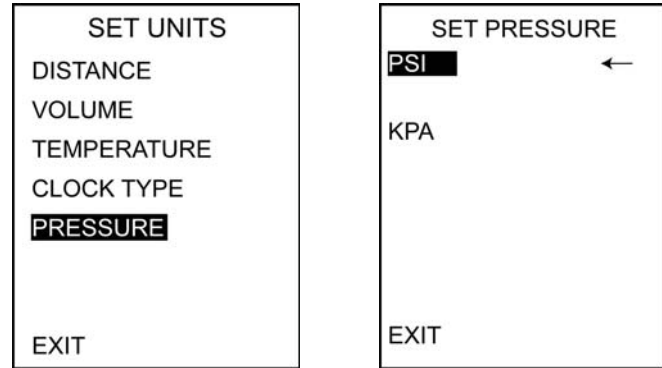 SET UNITS
DISTANCE
VOLUME
TEMPERATURE
CLOCK TYPE
PRESSURE
EXIT
SET PRESSURE
PSI ←
KPA
EXIT